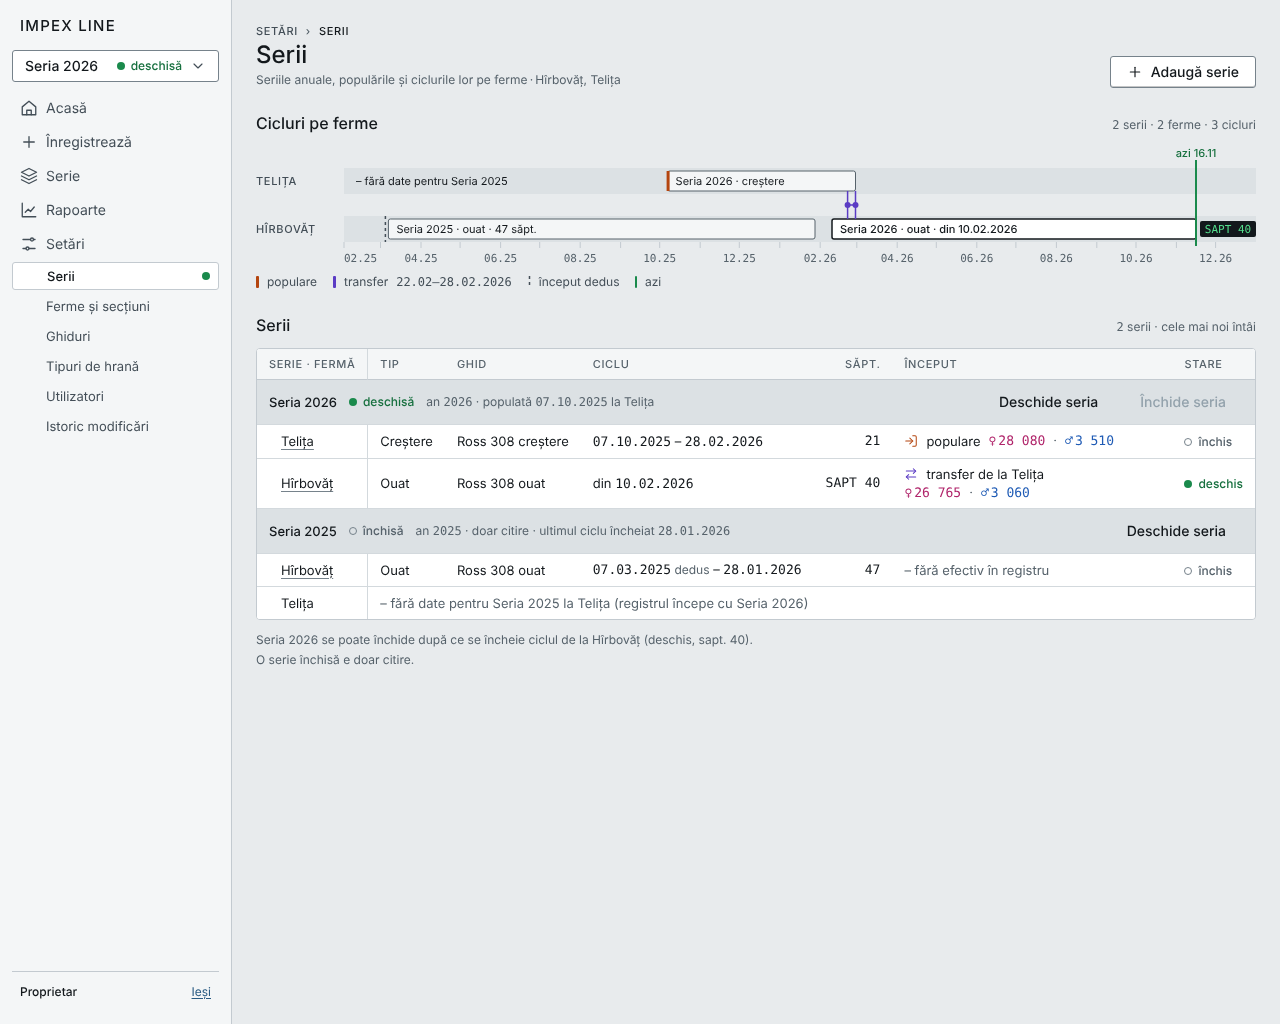 IMPEX LINE
Seria 2026 deschisă
Acasă
Înregistrează
Serie
Rapoarte
Setări
Serii
Ferme și secțiuni
Ghiduri
Tipuri de hrană
Utilizatori
Istoric modificări
Proprietar Ieși
SETĂRI › SERII
Serii
Seriile anuale, populările și ciclurile lor pe ferme · Hîrbovăț, Telița
+ Adaugă serie
Cicluri pe ferme 2 serii · 2 ferme · 3 cicluri
azi 16.11
TELIȚA – fără date pentru Seria 2025 Seria 2026 · creștere
HÎRBOVĂȚ Seria 2025 · ouat · 47 săpt. Seria 2026 · ouat · din 10.02.2026 SAPT 40
02.25 04.25 06.25 08.25 10.25 12.25 02.26 04.26 06.26 08.26 10.26 12.26
populare transfer 22.02–28.02.2026 început dedus azi
Serii 2 serii · cele mai noi întâi
SERIE · FERMĂ TIP GHID CICLU SĂPT. ÎNCEPUT STARE
Seria 2026 deschisă an 2026 · populată 07.10.2025 la Telița Deschide seria Închide seria
Telița Creștere Ross 308 creștere 07.10.2025 – 28.02.2026 21 populare ♀28 080 · ♂3 510 închis
Hîrbovăț Ouat Ross 308 ouat din 10.02.2026 SAPT 40 transfer de la Telița deschis
♀26 765 · ♂3 060
Seria 2025 închisă an 2025 · doar citire · ultimul ciclu încheiat 28.01.2026 Deschide seria
Hîrbovăț Ouat Ross 308 ouat 07.03.2025 dedus – 28.01.2026 47 – fără efectiv în registru închis
Telița – fără date pentru Seria 2025 la Telița (registrul începe cu Seria 2026)
Seria 2026 se poate închide după ce se încheie ciclul de la Hîrbovăț (deschis, sapt. 40).
O serie închisă e doar citire.